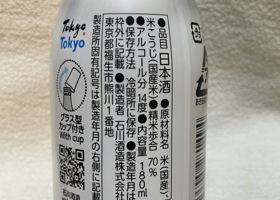 Tokyo
Tokyo
グラス型
カップ付き
with cup
●品目 日本酒 ●原材料名 米(国産)、
米こうじ(国産米) ●精米歩合 70%
●アルコール分 14度 ●内容量 180ml
●保存方法 冷暗所に保存 ●製造年月は
枠外に記載 ●製造者 石川酒造株式会社
東京都福生市熊川1番地
製造所固有記号は製造年月の右側に記載
石川酒造